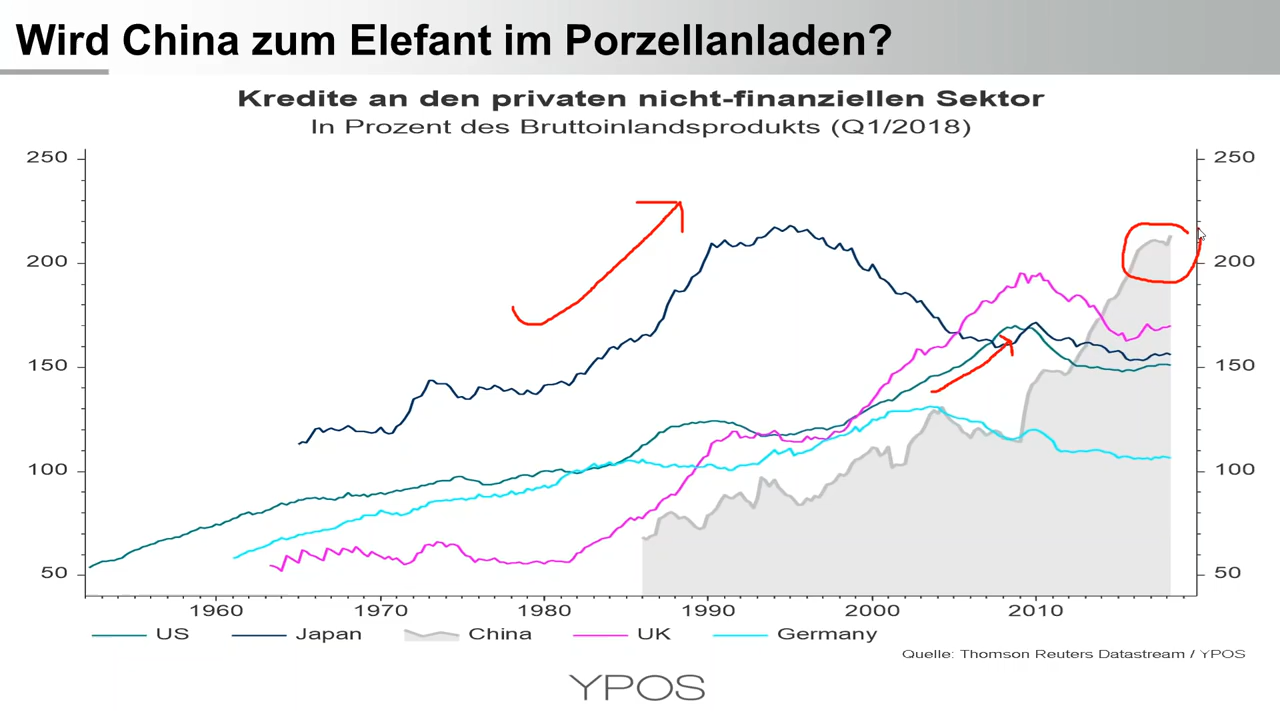 Wird China zum Elefant im Porzellanladen?
Kredite an den privaten nicht-finanziellen Sektor
In Prozent des Bruttoinlandsprodukts (Q1/2018)
250 250
200 200
150 150
100 100
50 50
1960 1970 1980 1990 2000 2010
US Japan China UK Germany
Quelle: Thomson Reuters Datastream / YPOS
YPOS